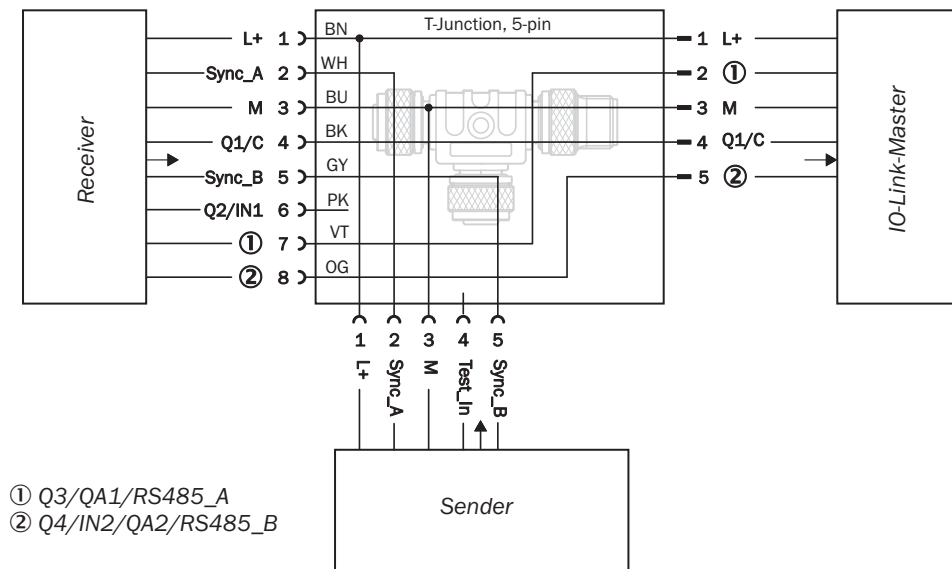 T-Junction, 5-pin
L+ 1 BN 1 L+
Sync_A 2 WH 2 ①
M 3 BU 3 M
Q1/C 4 BK 4 Q1/C
Sync_B 5 GY 5 ②
Q2/IN1 6 PK
① 7 VT
② 8 OG
Receiver
IO-Link-Master
1 2 3 4 5
L+ Sync_A M Test_In Sync_B
Sender
① Q3/QA1/RS485_A
② Q4/IN2/QA2/RS485_B